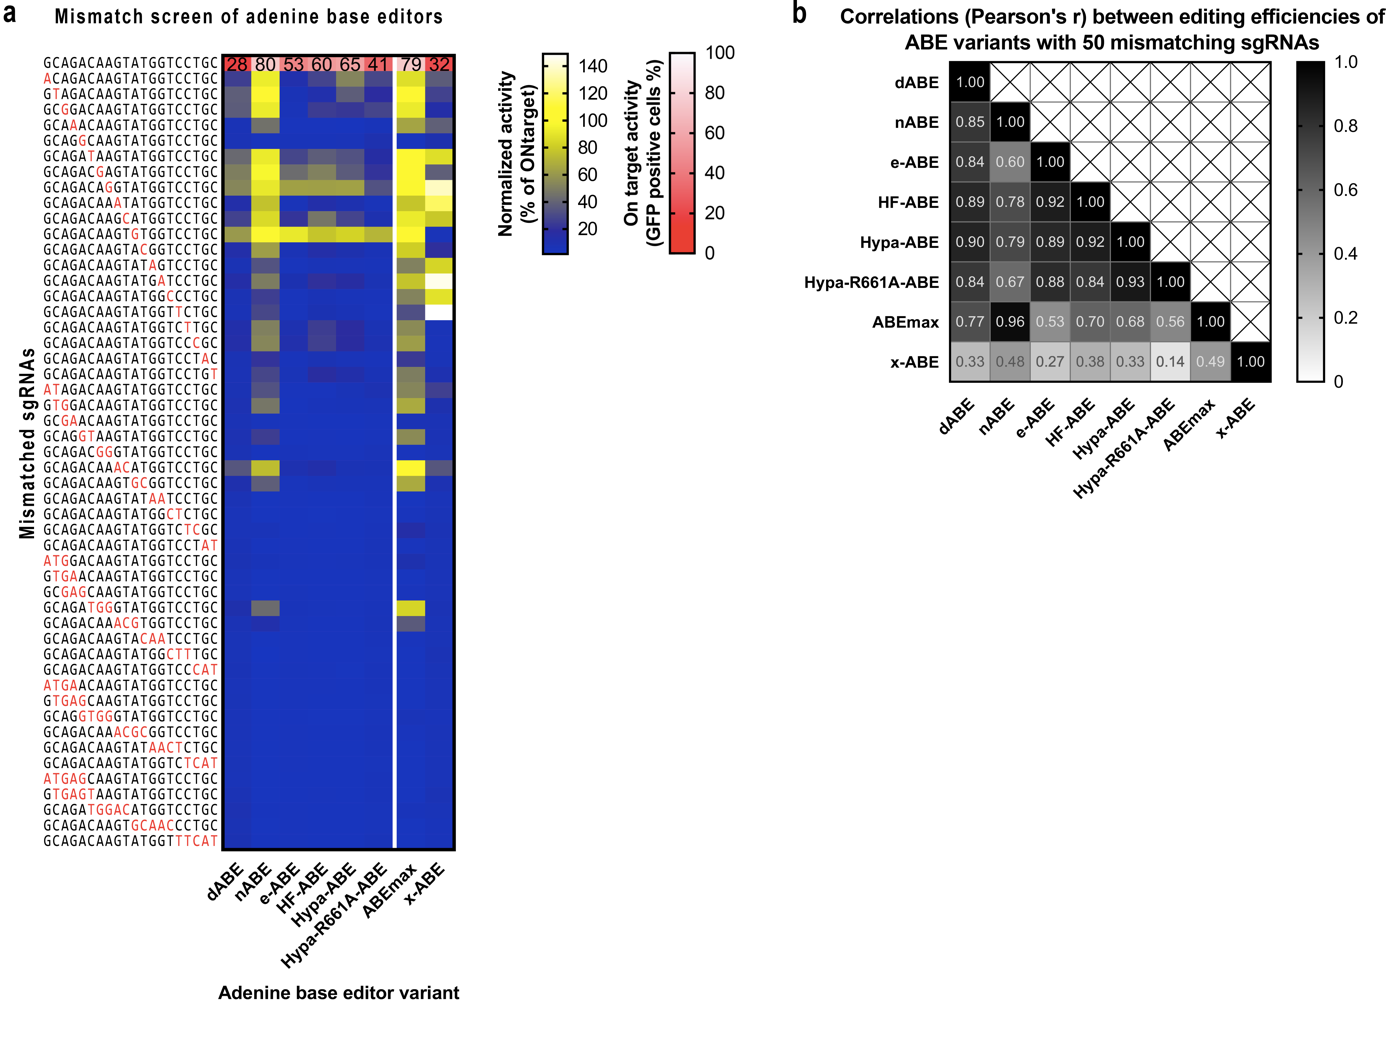 a
Mismatch screen of adenine base editors
GCAGACAAGTATGGTCCTGC
ACAGACAAGTATGGTCCTGC
GTAGACAAGTATGGTCCTGC
GCGGACAAGTATGGTCCTGC
GCAAACAAGTATGGTCCTGC
GCAGGCAAGTATGGTCCTGC
GCAGATAAGTATGGTCCTGC
GCAGACGAGTATGGTCCTGC
GCAGACAGGTATGGTCCTGC
GCAGACAAATATGGTCCTGC
GCAGACAAGCATGGTCCTGC
GCAGACAAGTGTGGTCCTGC
GCAGACAAGTACGGTCCTGC
GCAGACAAGTATAGTCCTGC
GCAGACAAGTATGATCCTGC
GCAGACAAGTATGGCCCTGC
GCAGACAAGTATGGTTCTGC
GCAGACAAGTATGGTCTTGC
GCAGACAAGTATGGTCCCGC
GCAGACAAGTATGGTCCTAC
GCAGACAAGTATGGTCCTGT
ATAGACAAGTATGGTCCTGC
GTGGACAAGTATGGTCCTGC
GCGAACAAGTATGGTCCTGC
GCAGGTAAGTATGGTCCTGC
GCAGACGGGTATGGTCCTGC
GCAGACAAACATGGTCCTGC
GCAGACAAGTGCGGTCCTGC
GCAGACAAGTATAATCCTGC
GCAGACAAGTATGGCTCTGC
GCAGACAAGTATGGTCTCGC
GCAGACAAGTATGGTCCTAT
ATGGACAAGTATGGTCCTGC
GTGAACAAGTATGGTCCTGC
GCGAGCAAGTATGGTCCTGC
GCAGATGGGTATGGTCCTGC
GCAGACAAACGTGGTCCTGC
GCAGACAAGTACAATCCTGC
GCAGACAAGTATGGCTTTGC
GCAGACAAGTATGGTCCCAT
ATGAACAAGTATGGTCCTGC
GTGAGCAAGTATGGTCCTGC
GCAGGTGGGTATGGTCCTGC
GCAGACAAACGCGGTCCTGC
GCAGACAAGTATAACTCTGC
GCAGACAAGTATGGTCTCAT
ATGAGCAAGTATGGTCCTGC
GTGAGTAAGTATGGTCCTGC
GCAGATGGACATGGTCCTGC
GCAGACAAGTGCAACCCTGC
GCAGACAAGTATGGTTTCAT
Mismatched sgRNAs
28 80 53 60 65 41 79 32
dABE
nABE
e-ABE
HF-ABE
Hypa-ABE
Hypa-R661A-ABE
ABEmax
x-ABE
Adenine base editor variant
Normalized activity
(% of ONtarget)
140
120
100
80
60
40
20
On target activity
(GFP positive cells %)
100
80
60
40
20
0
b
Correlations (Pearson's r) between editing efficiencies of
ABE variants with 50 mismatching sgRNAs
dABE 1.00
nABE 0.85 1.00
e-ABE 0.84 0.60 1.00
HF-ABE 0.89 0.78 0.92 1.00
Hypa-ABE 0.90 0.79 0.89 0.92 1.00
Hypa-R661A-ABE 0.84 0.67 0.88 0.84 0.93 1.00
ABEmax 0.77 0.96 0.53 0.70 0.68 0.56 1.00
x-ABE 0.33 0.48 0.27 0.38 0.33 0.14 0.49 1.00
dABE
nABE
e-ABE
HF-ABE
Hypa-ABE
Hypa-R661A-ABE
ABEmax
x-ABE
1.0
0.8
0.6
0.4
0.2
0